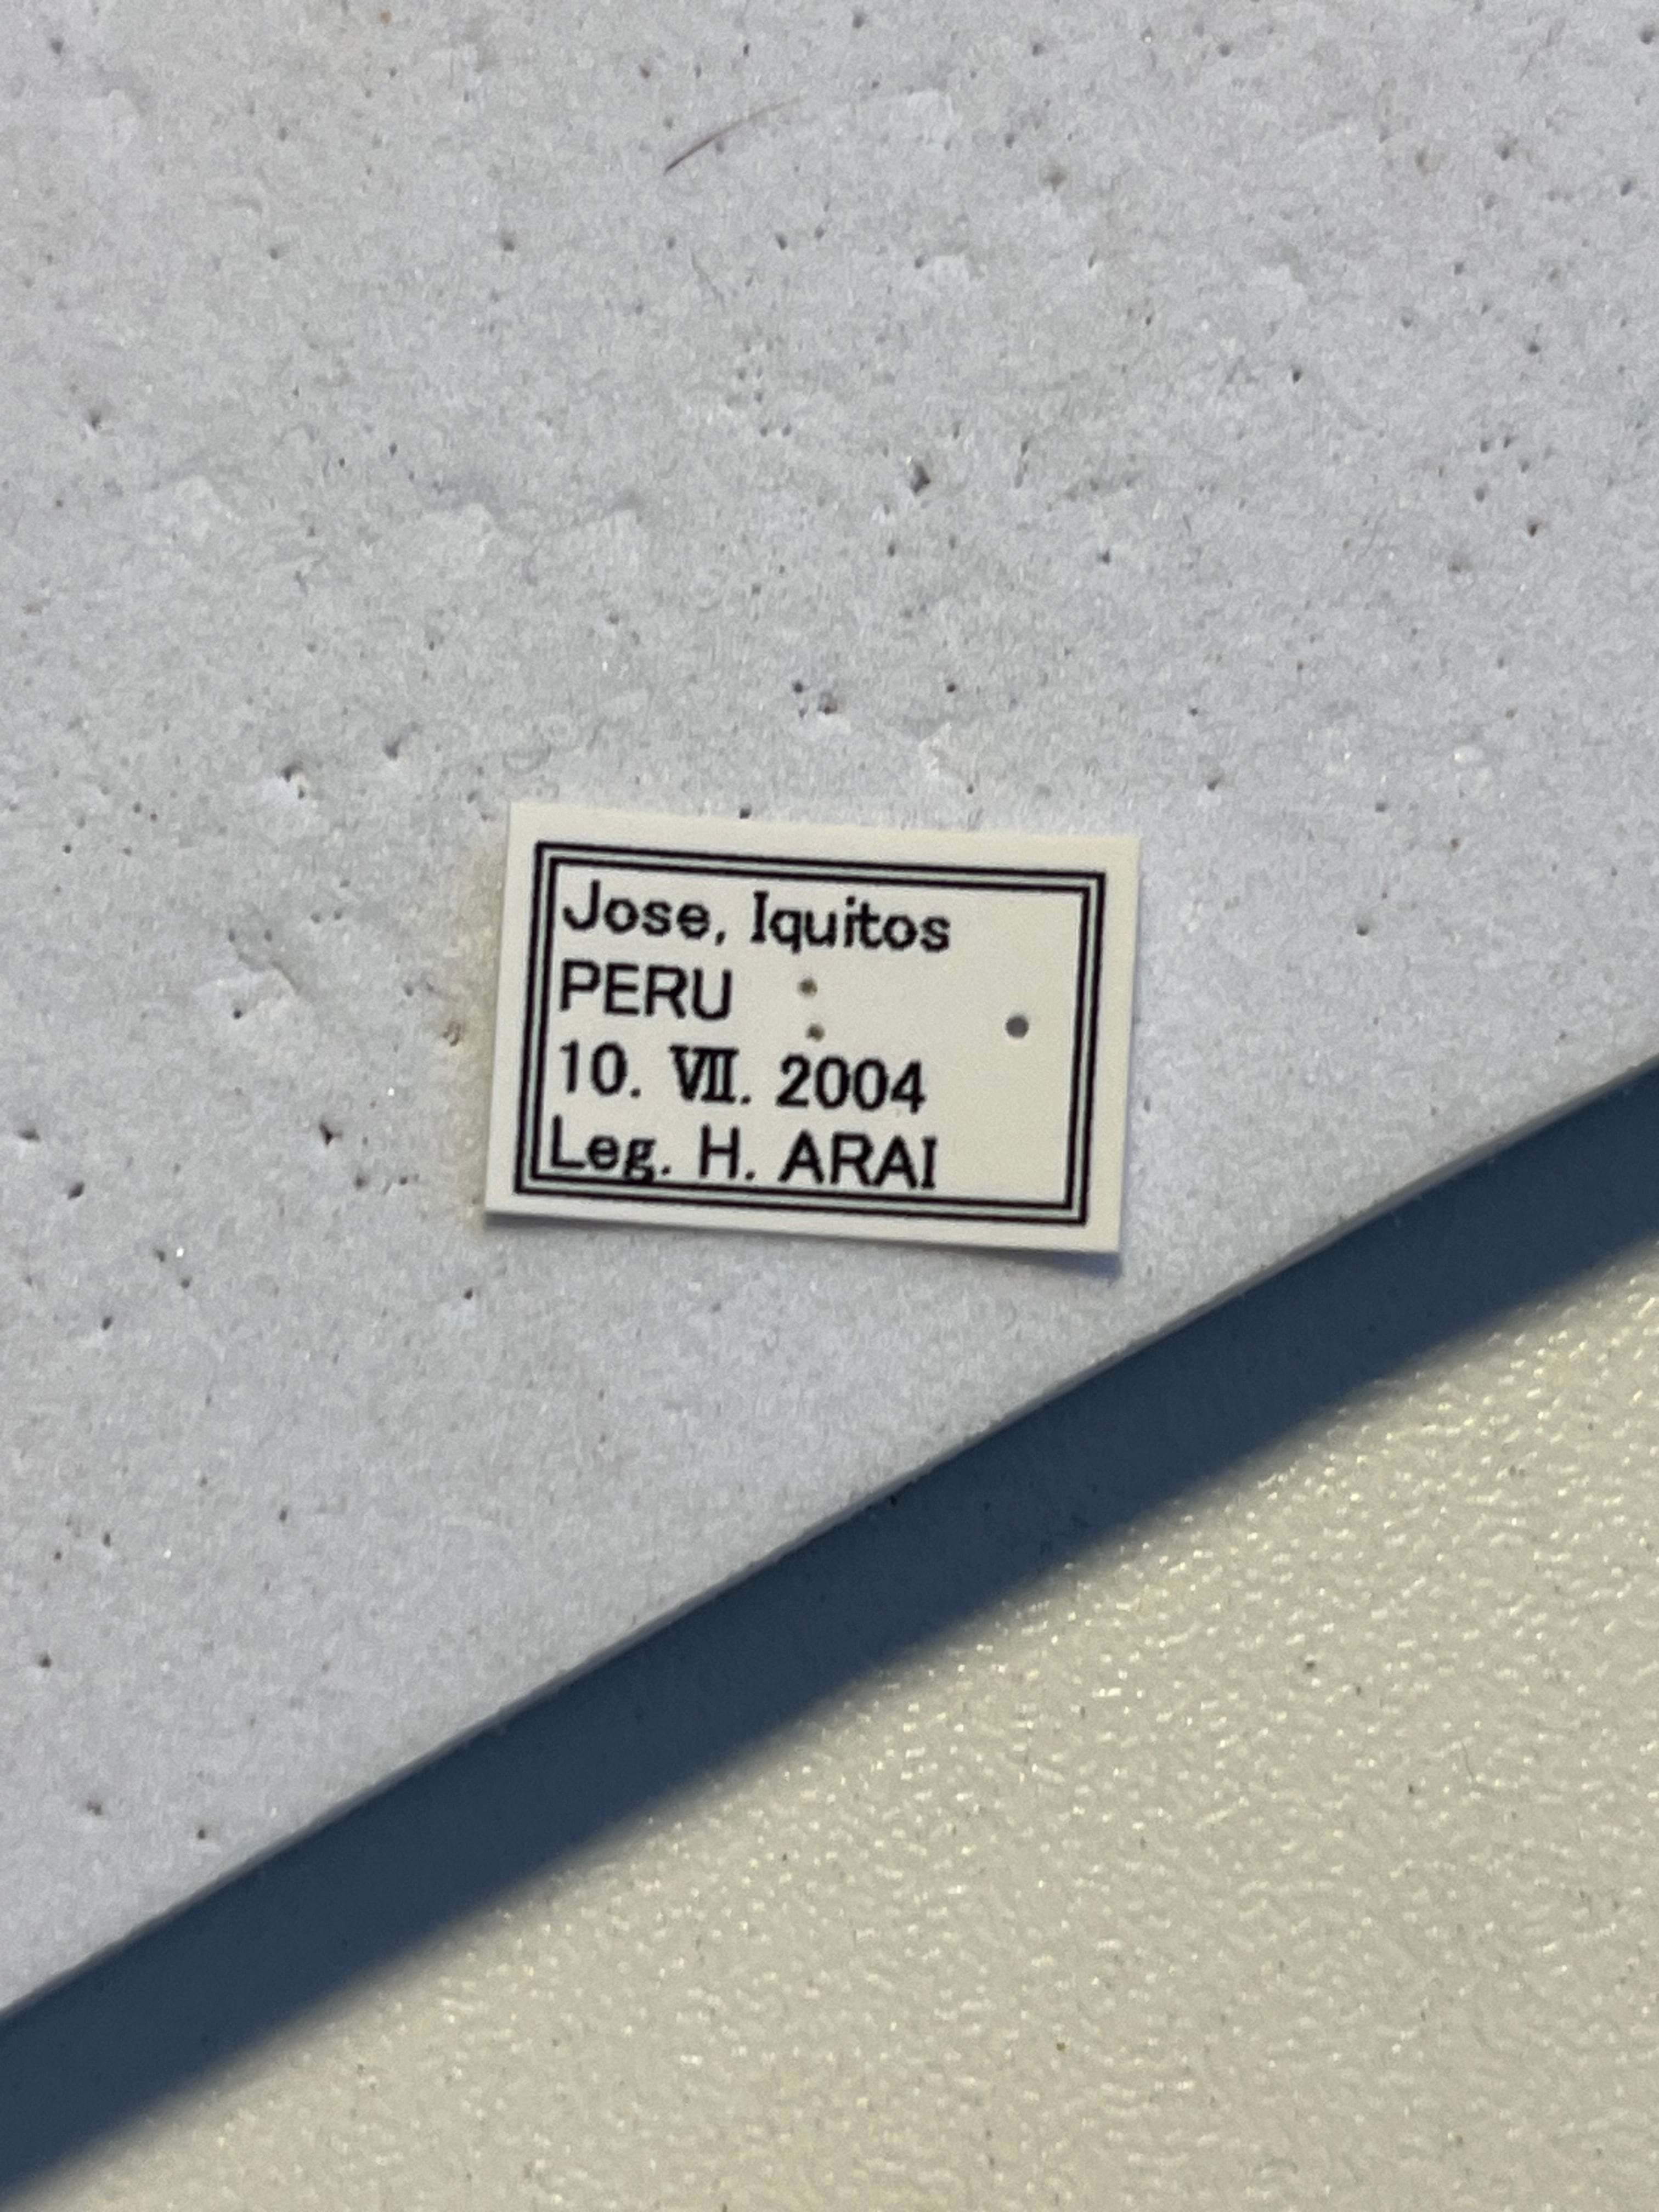 Jose, Iquitos
PERU
10. Ⅶ. 2004
Leg. H. ARAI